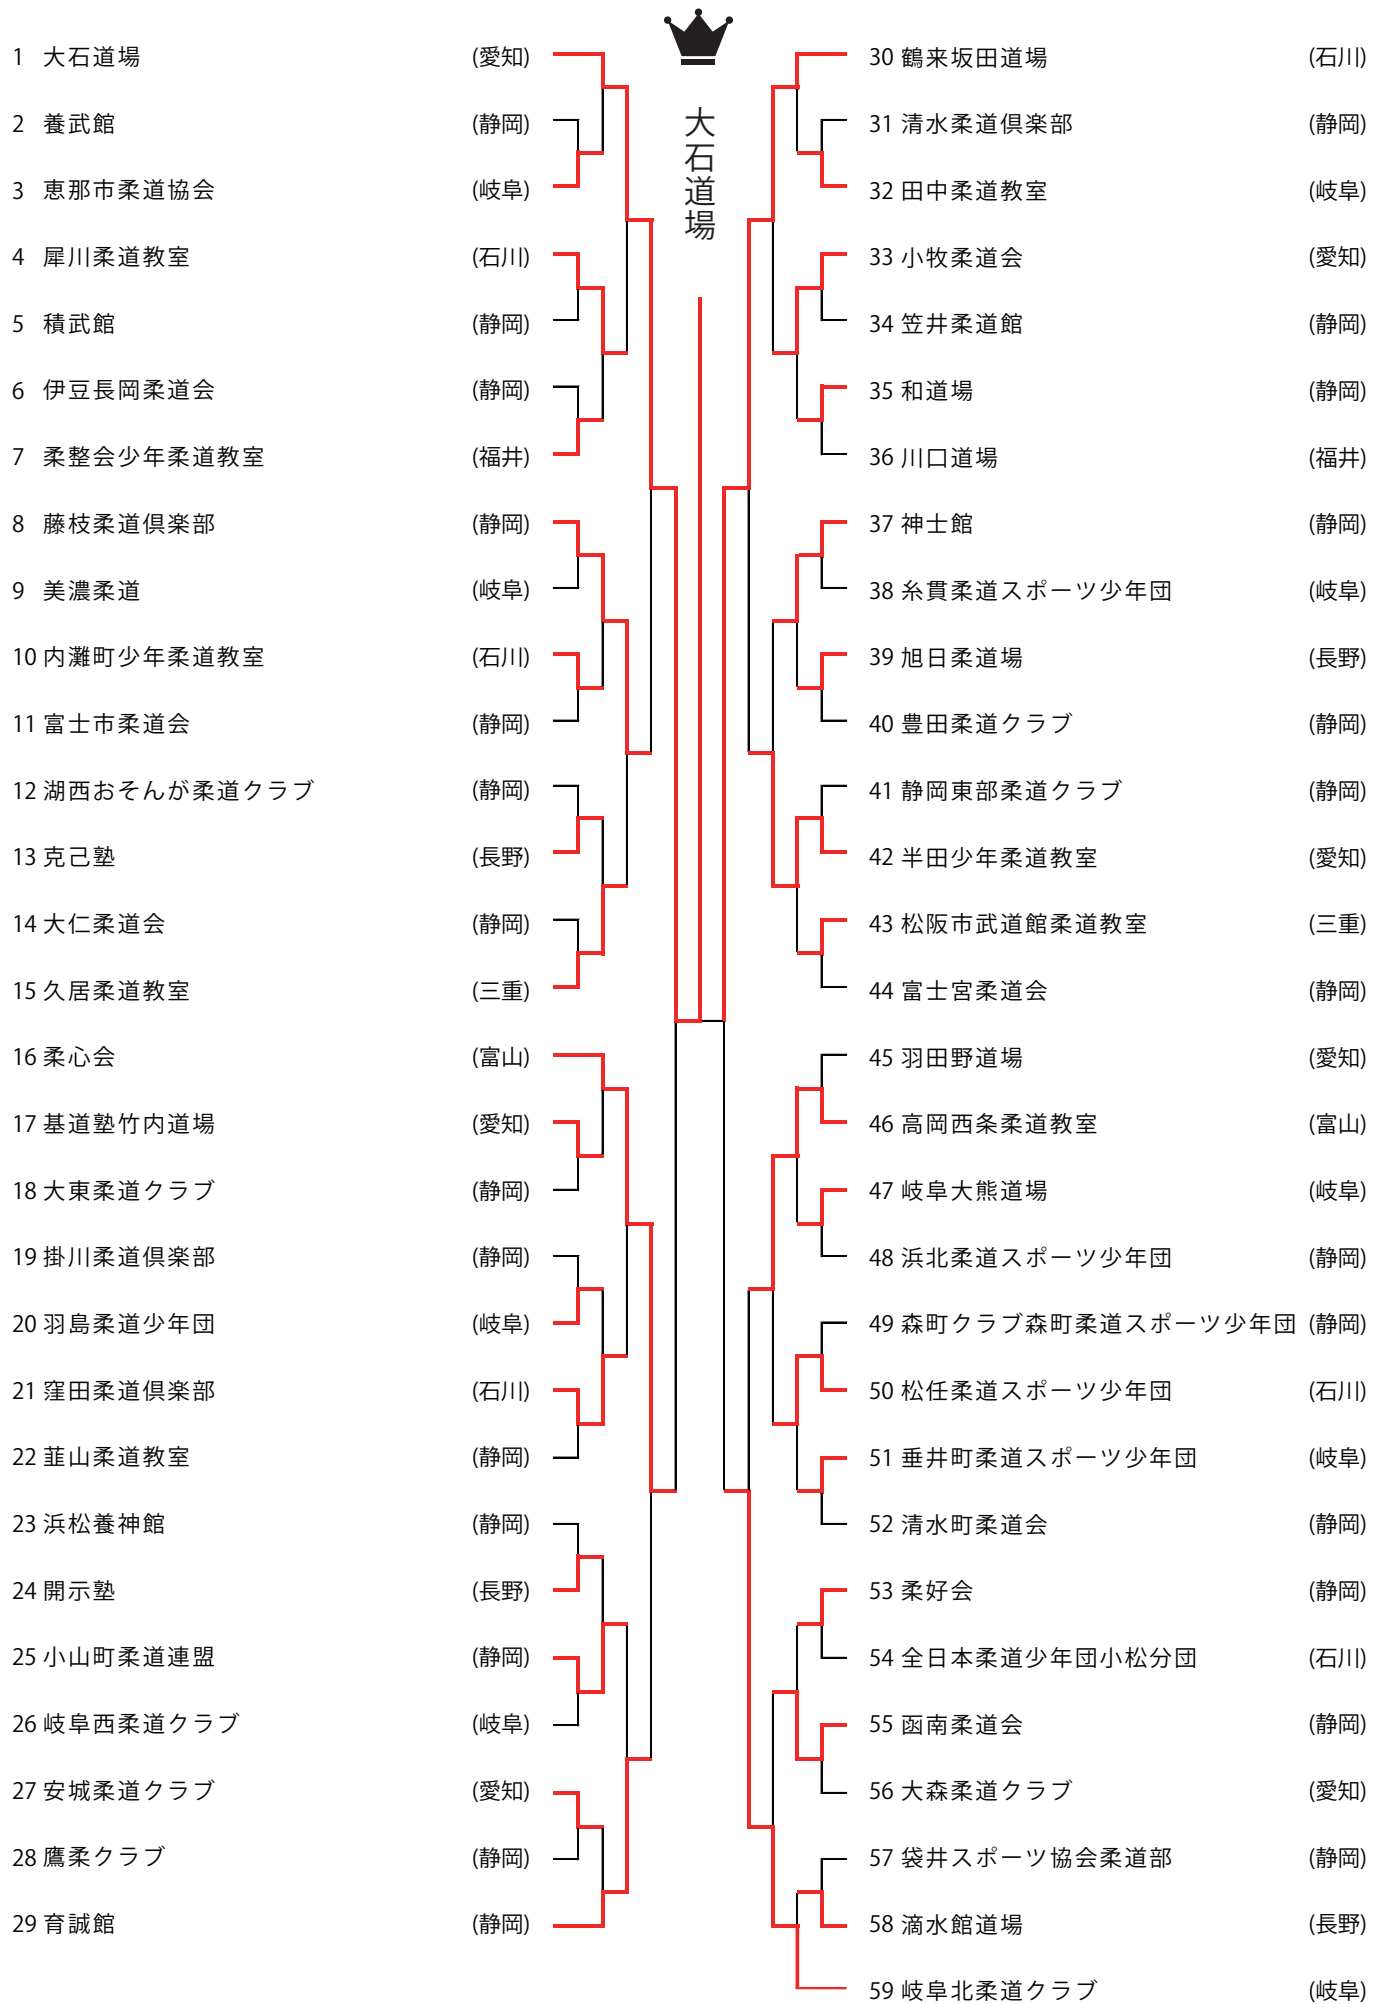 大石道場
1 大石道場 (愛知)
2 養武館 (静岡)
3 恵那市柔道協会 (岐阜)
4 犀川柔道教室 (石川)
5 積武館 (静岡)
6 伊豆長岡柔道会 (静岡)
7 柔整会少年柔道教室 (福井)
8 藤枝柔道倶楽部 (静岡)
9 美濃柔道 (岐阜)
10 内灘町少年柔道教室 (石川)
11 富士市柔道会 (静岡)
12 湖西おそんが柔道クラブ (静岡)
13 克己塾 (長野)
14 大仁柔道会 (静岡)
15 久居柔道教室 (三重)
16 柔心会 (富山)
17 基道塾竹内道場 (愛知)
18 大東柔道クラブ (静岡)
19 掛川柔道倶楽部 (静岡)
20 羽島柔道少年団 (岐阜)
21 窪田柔道倶楽部 (石川)
22 韮山柔道教室 (静岡)
23 浜松養神館 (静岡)
24 開示塾 (長野)
25 小山町柔道連盟 (静岡)
26 岐阜西柔道クラブ (岐阜)
27 安城柔道クラブ (愛知)
28 鷹柔クラブ (静岡)
29 育誠館 (静岡)
30 鶴来坂田道場 (石川)
31 清水柔道倶楽部 (静岡)
32 田中柔道教室 (岐阜)
33 小牧柔道会 (愛知)
34 笠井柔道館 (静岡)
35 和道場 (静岡)
36 川口道場 (福井)
37 神士館 (静岡)
38 糸貫柔道スポーツ少年団 (岐阜)
39 旭日柔道場 (長野)
40 豊田柔道クラブ (静岡)
41 静岡東部柔道クラブ (静岡)
42 半田少年柔道教室 (愛知)
43 松阪市武道館柔道教室 (三重)
44 富士宮柔道会 (静岡)
45 羽田野道場 (愛知)
46 高岡西条柔道教室 (富山)
47 岐阜大熊道場 (岐阜)
48 浜北柔道スポーツ少年団 (静岡)
49 森町クラブ森町柔道スポーツ少年団 (静岡)
50 松任柔道スポーツ少年団 (石川)
51 垂井町柔道スポーツ少年団 (岐阜)
52 清水町柔道会 (静岡)
53 柔好会 (静岡)
54 全日本柔道少年団小松分団 (石川)
55 函南柔道会 (静岡)
56 大森柔道クラブ (愛知)
57 袋井スポーツ協会柔道部 (静岡)
58 滴水館道場 (長野)
59 岐阜北柔道クラブ (岐阜)